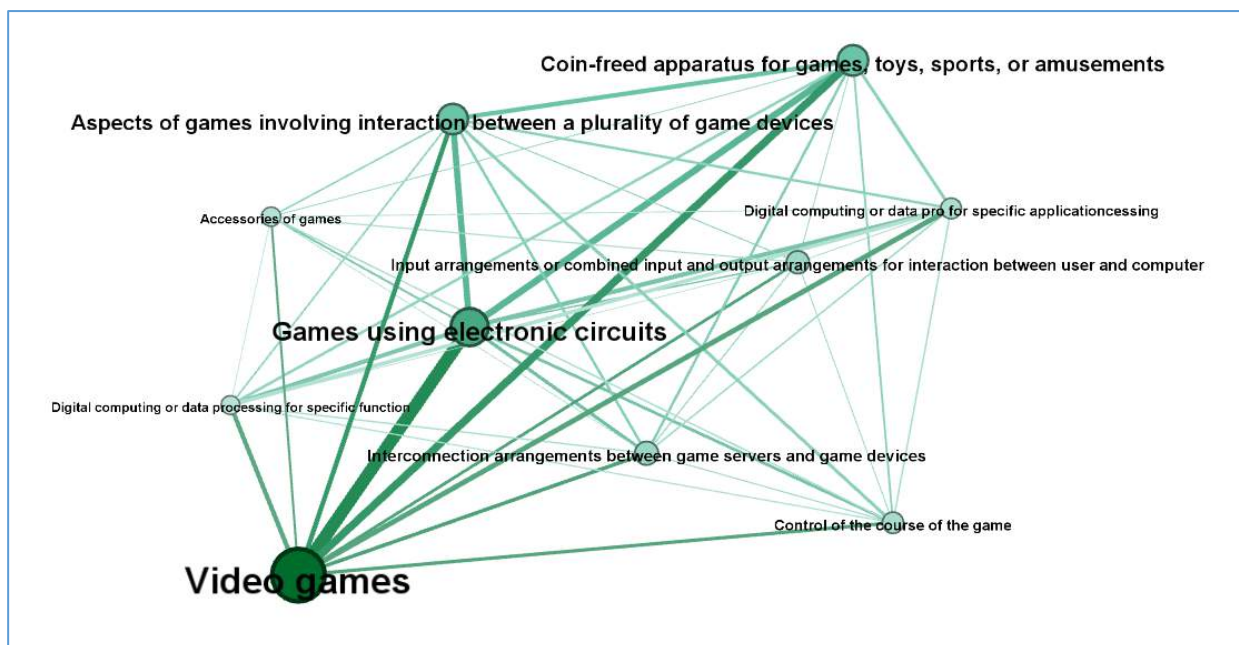 Coin-freed apparatus for games, toys, sports, or amusements
Aspects of games involving interaction between a plurality of game devices
Accessories of games
Digital computing or data pro for specific applicationcessing
Input arrangements or combined input and output arrangements for interaction between user and computer
Games using electronic circuits
Digital computing or data processing for specific function
Interconnection arrangements between game servers and game devices
Control of the course of the game
Video games